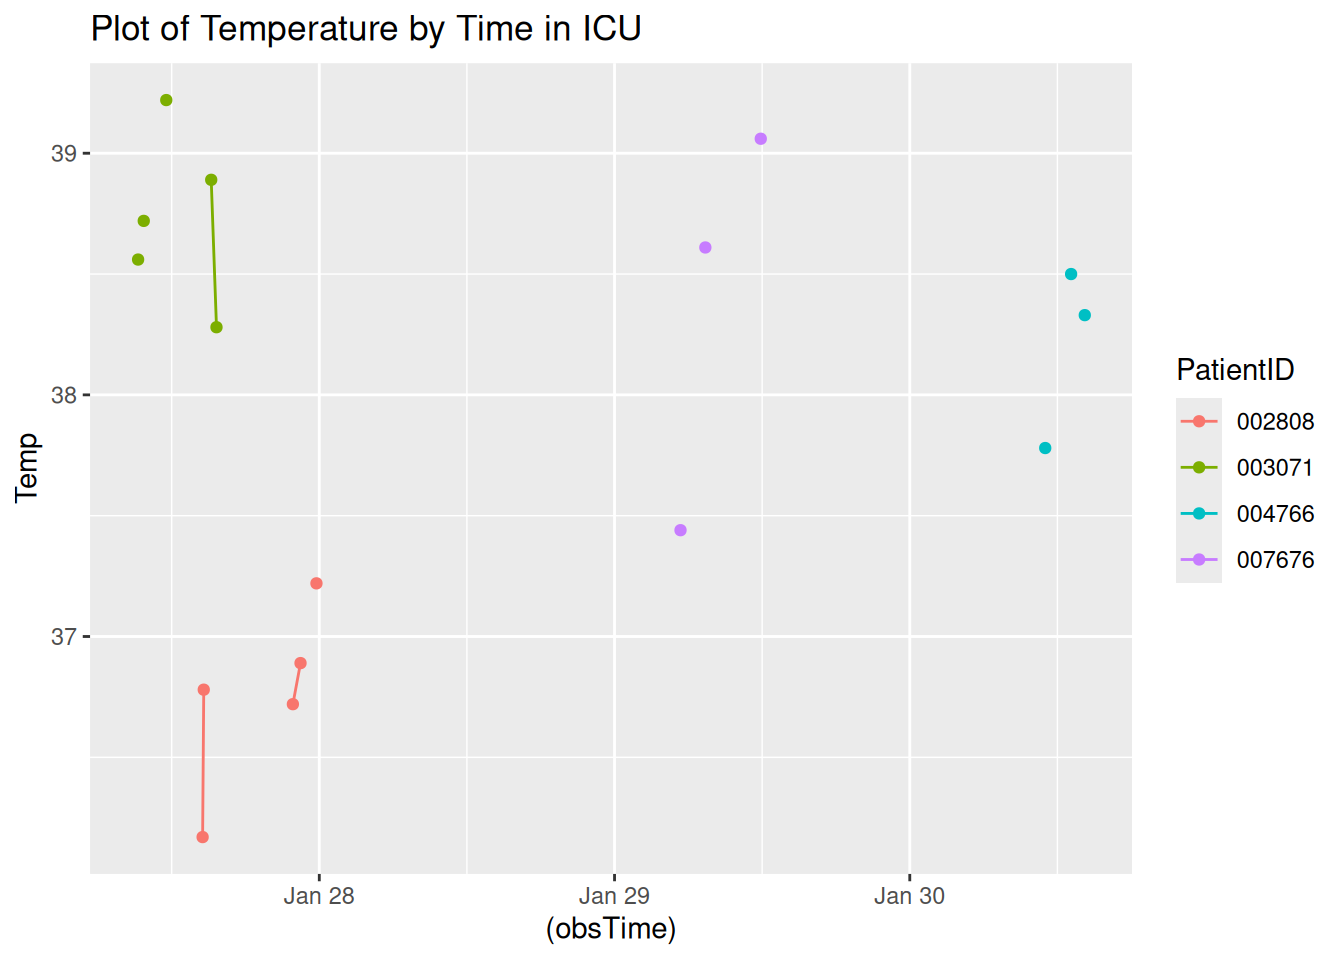 Plot of Temperature by Time in ICU
39
38
37
Temp
Jan 28
Jan 29
Jan 30
(obsTime)
PatientID
002808
003071
004766
007676